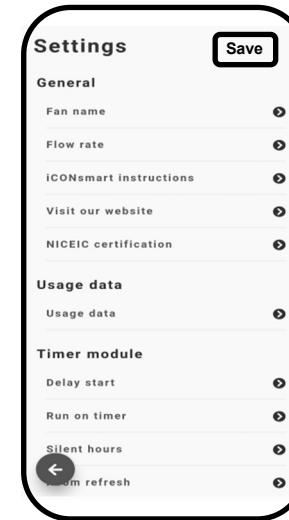 Settings
Save
General
Fan name
Flow rate
iCONsmart instructions
Visit our website
NICEIC certification
Usage data
Usage data
Timer module
Delay start
Run on timer
Silent hours
refresh